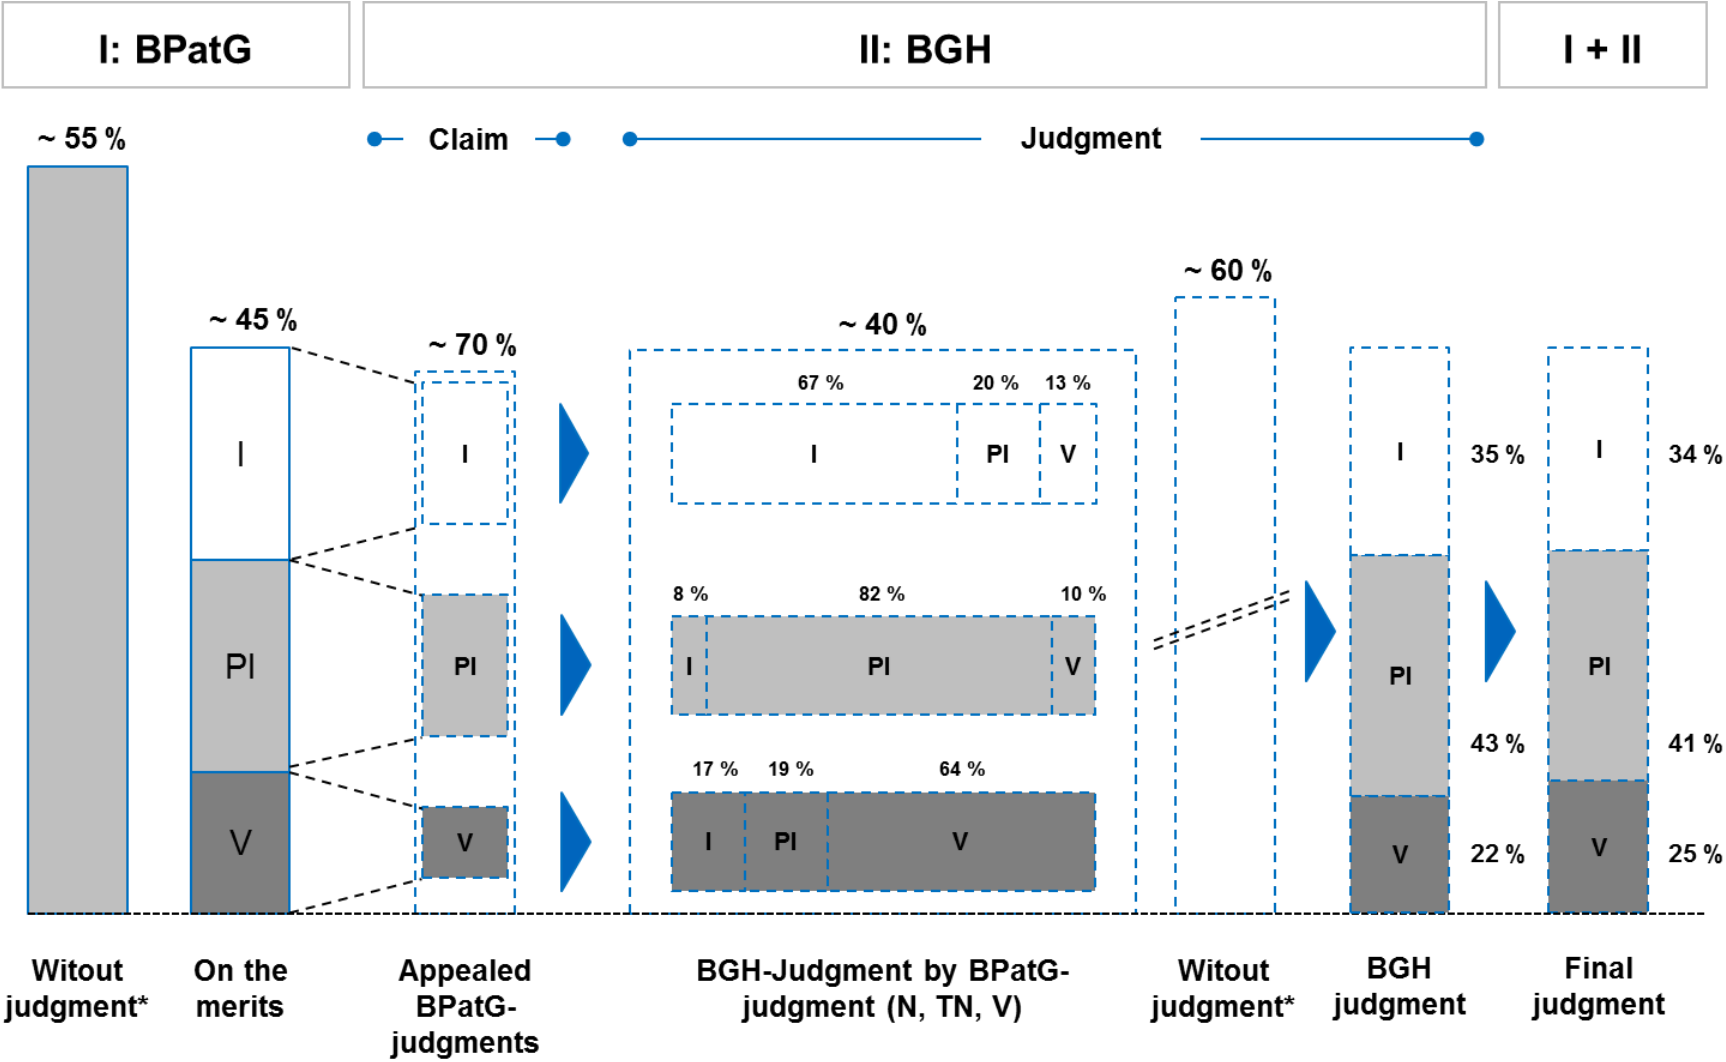 I: BPatG
II: BGH
I + II
Claim
Judgment
~ 55 %
~ 45 %
~ 70 %
~ 40 %
~ 60 %
67 %
20 %
13 %
I
I
I
PI
V
I
35 %
I
34 %
8 %
82 %
10 %
PI
PI
I
PI
V
PI
43 %
PI
41 %
17 %
19 %
64 %
V
V
I
PI
V
V
22 %
V
25 %
Witout
judgment*
On the
merits
Appealed
BPatG-
judgments
BGH-Judgment by BPatG-
judgment (N, TN, V)
Witout
judgment*
BGH
judgment
Final
judgment